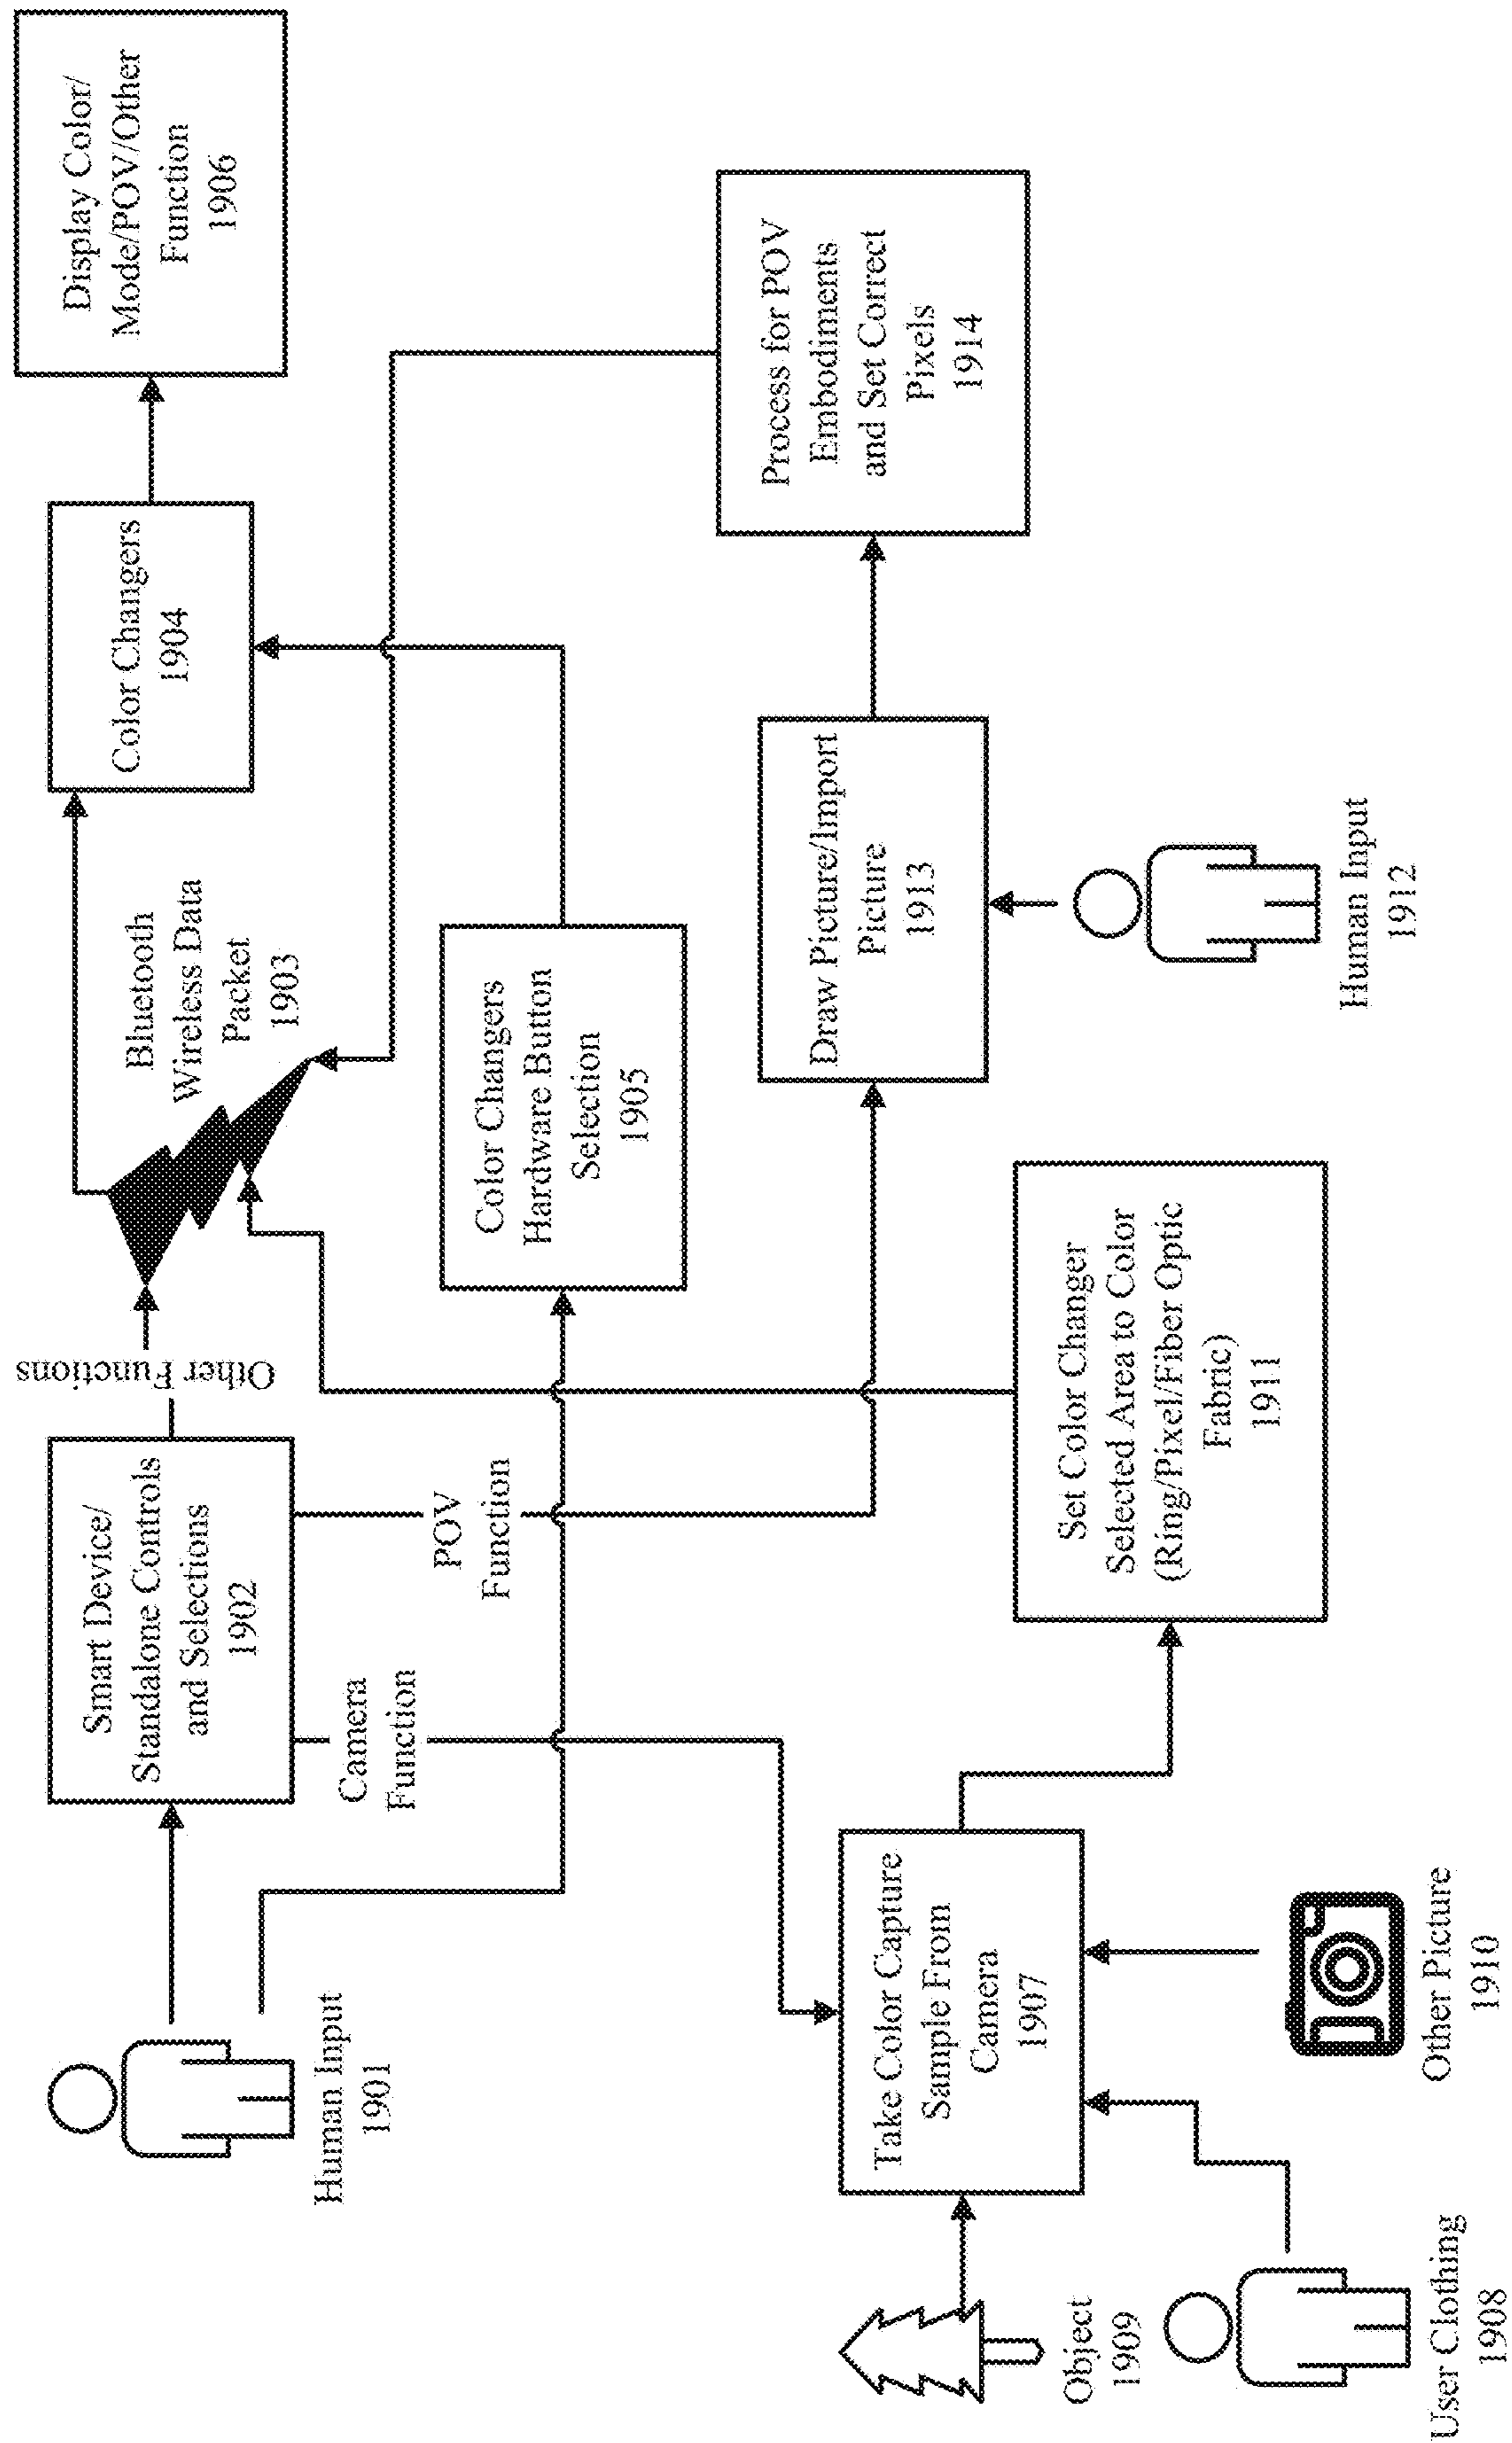 Human Input
1901
Smart Device/
Standalone Controls
and Selections
1902
Other Functions
Bluetooth
Wireless Data
Packet
1903
Color Changers
1904
Display Color/
Mode/POV/Other
Function
1906
Camera
Function
POV
Function
Color Changers
Hardware Button
Selection
1905
Object
1909
User Clothing
1908
Take Color Capture
Sample From
Camera
1907
Other Picture
1910
Set Color Changer
Selected Area to Color
(Ring/Pixel/Fiber Optic
Fabric)
1911
Draw Picture/Import
Picture
1913
Human Input
1912
Process for POV
Embodiments
and Set Correct
Pixels
1914